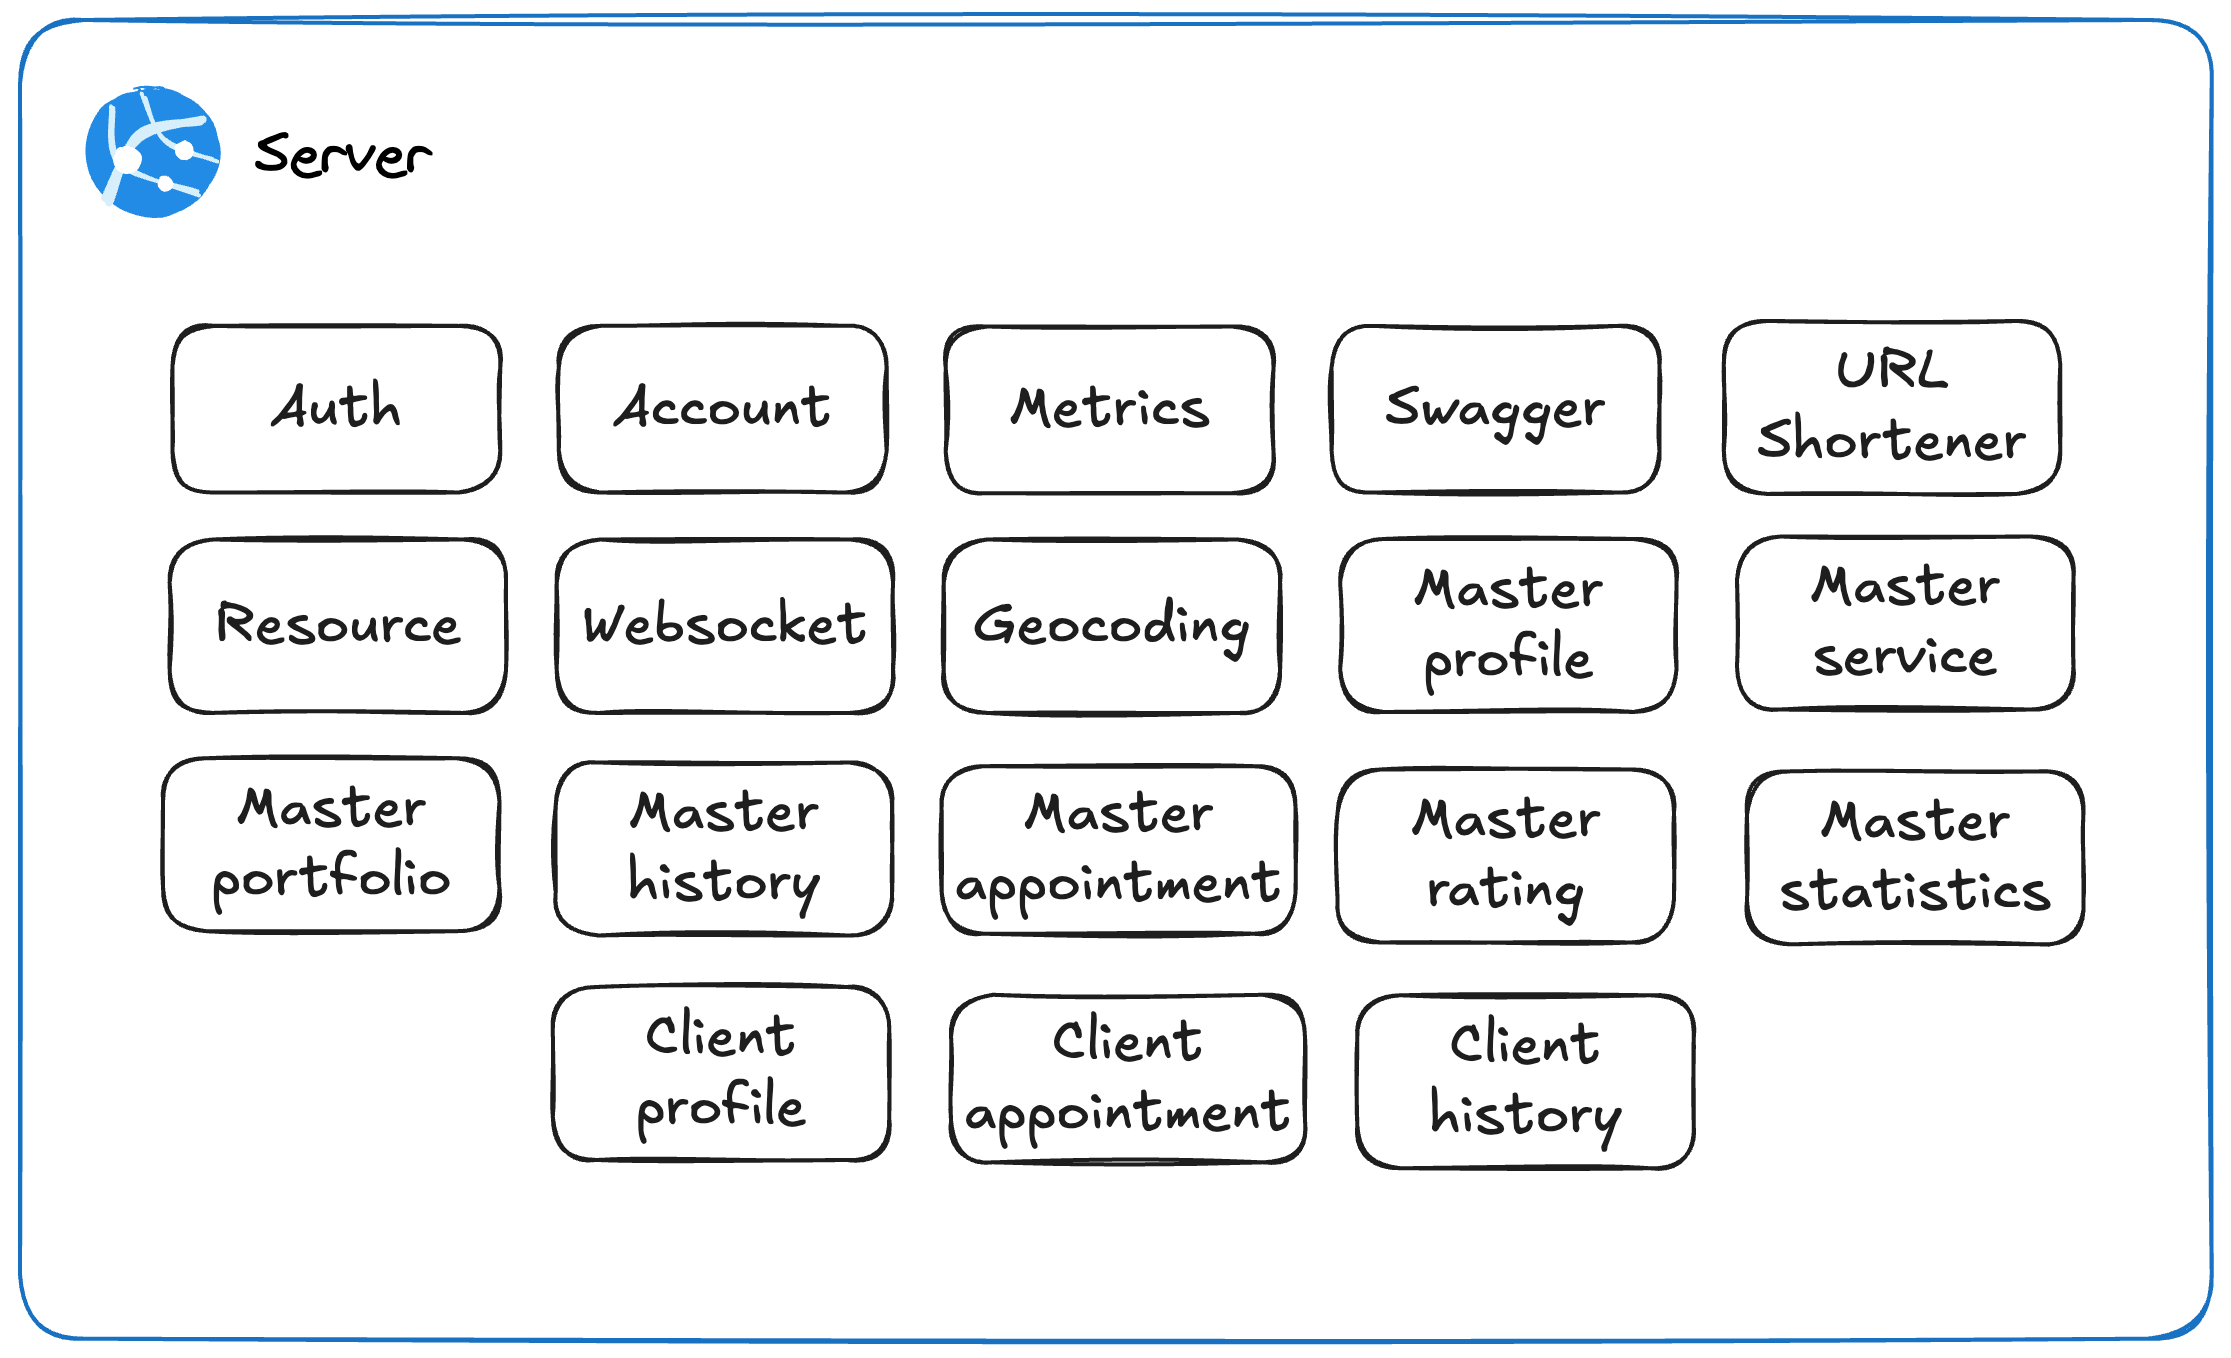 Server
Auth
Account
Metrics
Swagger
URL
Shortener
Resource
Websocket
Geocoding
Master
profile
Master
service
Master
portfolio
Master
history
Master
appointment
Master
rating
Master
statistics
Client
profile
Client
appointment
Client
history